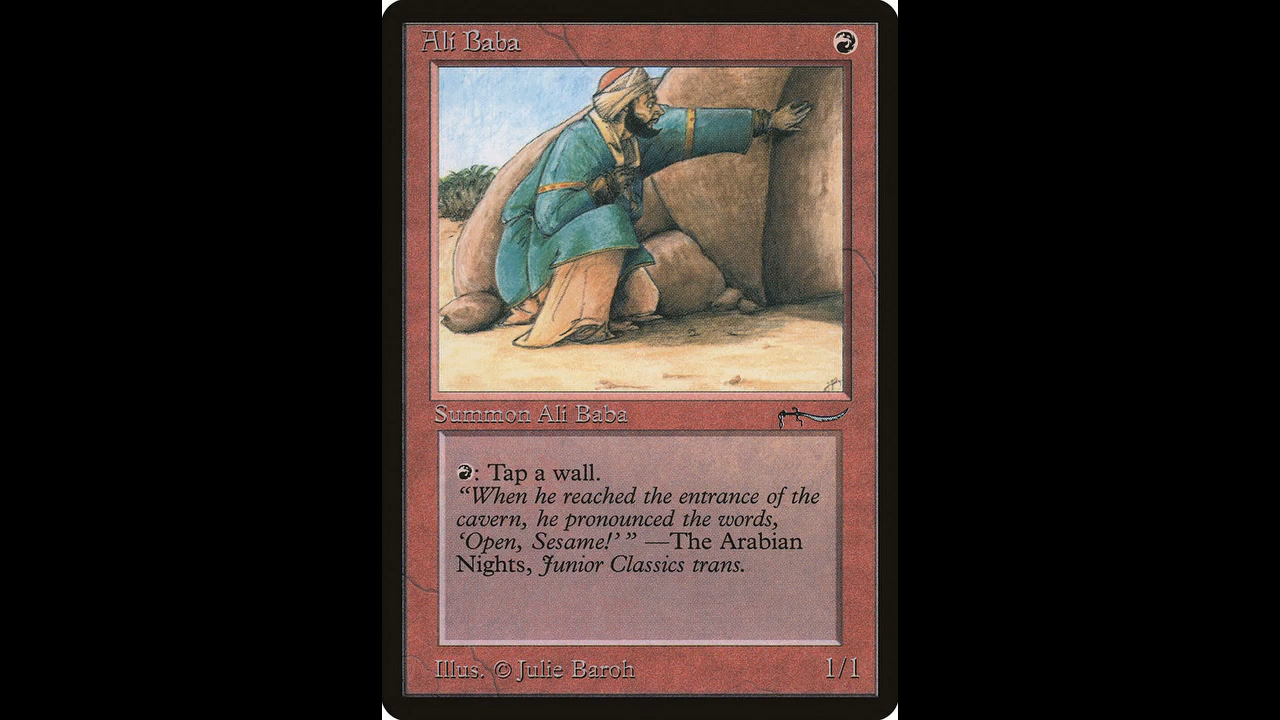 Ali Baba
Summon Ali Baba
: Tap a wall.
“When he reached the entrance of the
cavern, he pronounced the words,
‘Open, Sesame!’ ” —The Arabian
Nights, Junior Classics trans.
Illus. © Julie Baroh
1/1